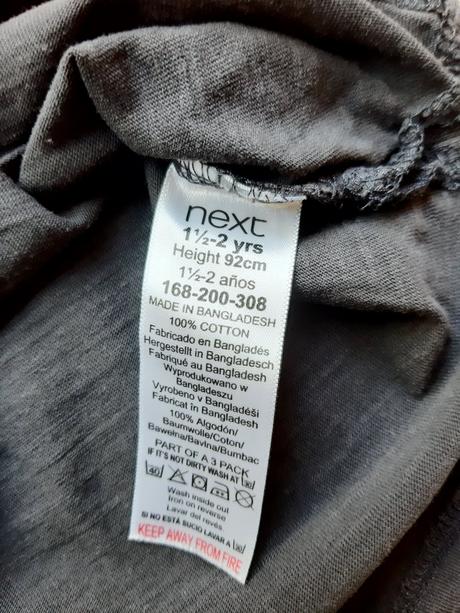 next
1½-2 yrs
Height 92cm
1½-2 años
168-200-308
MADE IN BANGLADESH
100% COTTON
Fabricado en Bangladés
Hergestellt in Bangladesch
Fabriqué au Bangladesh
Wyprodukowano w
Bangladeszu
Vyrobeno v Bangladéši
Fabricat în Bangladesh
100% Algodón/
Baumwolle/Coton/
Bawełna/Bavlna/Bumbac
PART OF A 3 PACK
IF IT'S NOT DIRTY WASH AT 30
40
Wash inside out
Iron on reverse
Lavar del revés
SI NO ESTÁ SUCIO LAVAR A 30
KEEP AWAY FROM FIRE